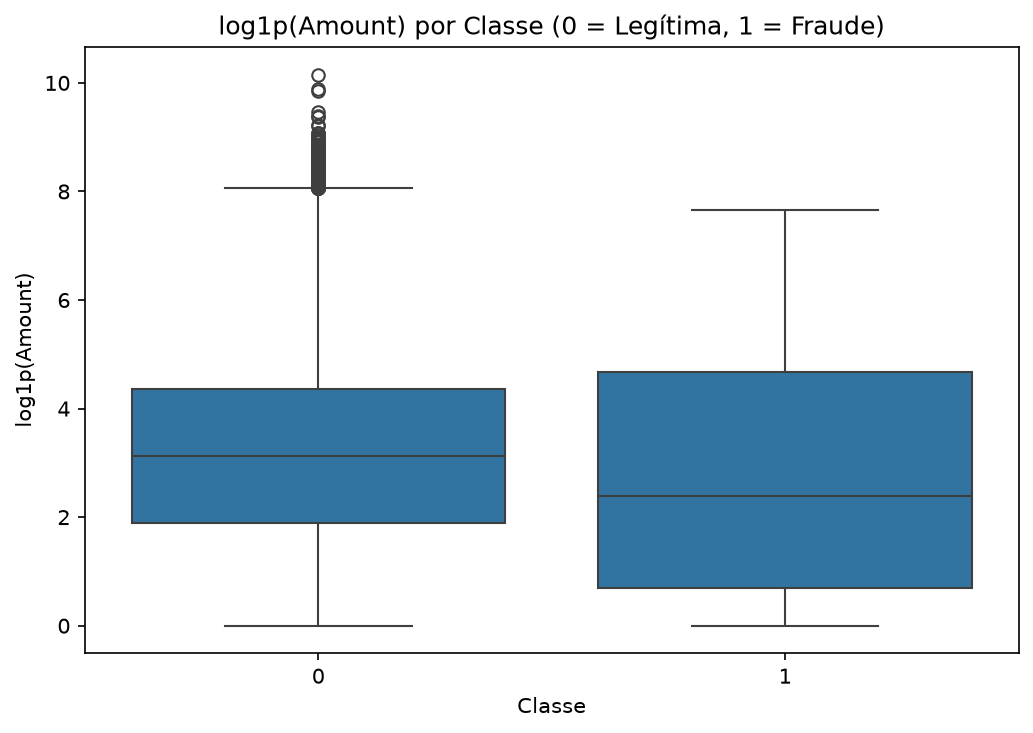 log1p(Amount) por Classe (0 = Legítima, 1 = Fraude)
log1p(Amount)
10
8
6
4
2
0
0 1
Classe